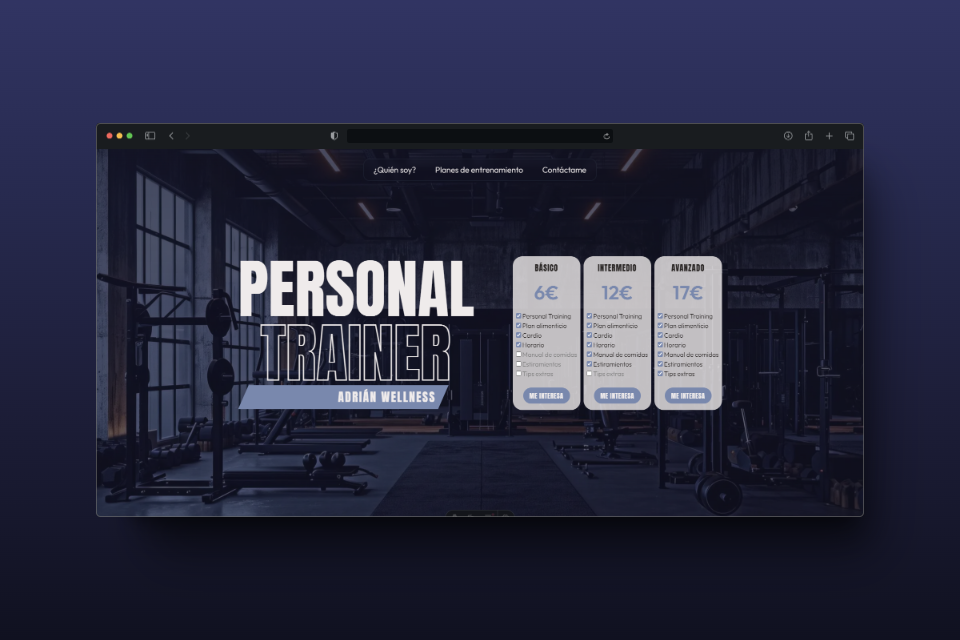 ¿Quién soy? Planes de entrenamiento Contáctame
PERSONAL
TRAINER
ADRIÁN WELLNESS
BÁSICO
6€
Personal Training
Plan alimenticio
Cardio
Horario
Manual de comidas
Estiramientos
Tips extras
ME INTERESA
INTERMEDIO
12€
Personal Training
Plan alimenticio
Cardio
Horario
Manual de comidas
Estiramientos
Tips extras
ME INTERESA
AVANZADO
17€
Personal Training
Plan alimenticio
Cardio
Horario
Manual de comidas
Estiramientos
Tips extras
ME INTERESA